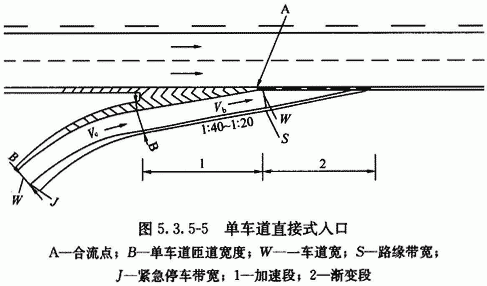 A
B
W
J
Vc
B
Vb
1:40~1:20
W
S
1
2
图 5.3.5-5 单车道直接式入口
A—合流点；B—单车道匝道宽度；W—一车道宽；S—路缘带宽；
J—紧急停车带宽；1—加速段；2—渐变段